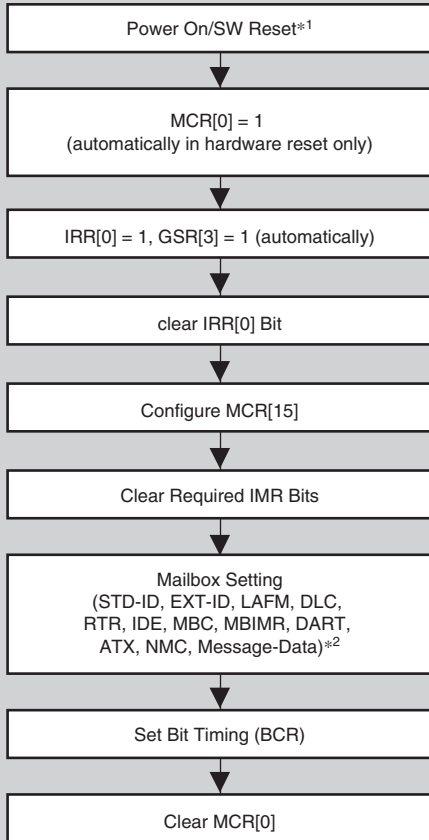 Power On/SW Reset*1
MCR[0] = 1
(automatically in hardware reset only)
IRR[0] = 1, GSR[3] = 1 (automatically)
clear IRR[0] Bit
Configure MCR[15]
Clear Required IMR Bits
Mailbox Setting
(STD-ID, EXT-ID, LAFM, DLC,
RTR, IDE, MBC, MBIMR, DART,
ATX, NMC, Message-Data)*2
Set Bit Timing (BCR)
Clear MCR[0]